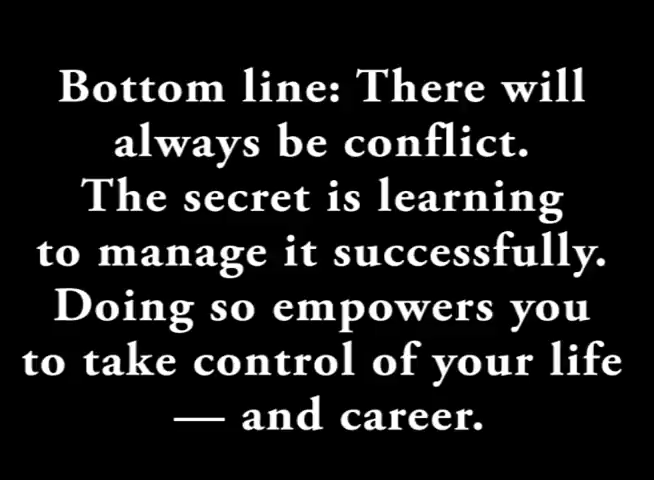 Bottom line: There will
always be conflict.
The secret is learning
to manage it successfully.
Doing so empowers you
to take control of your life
— and career.